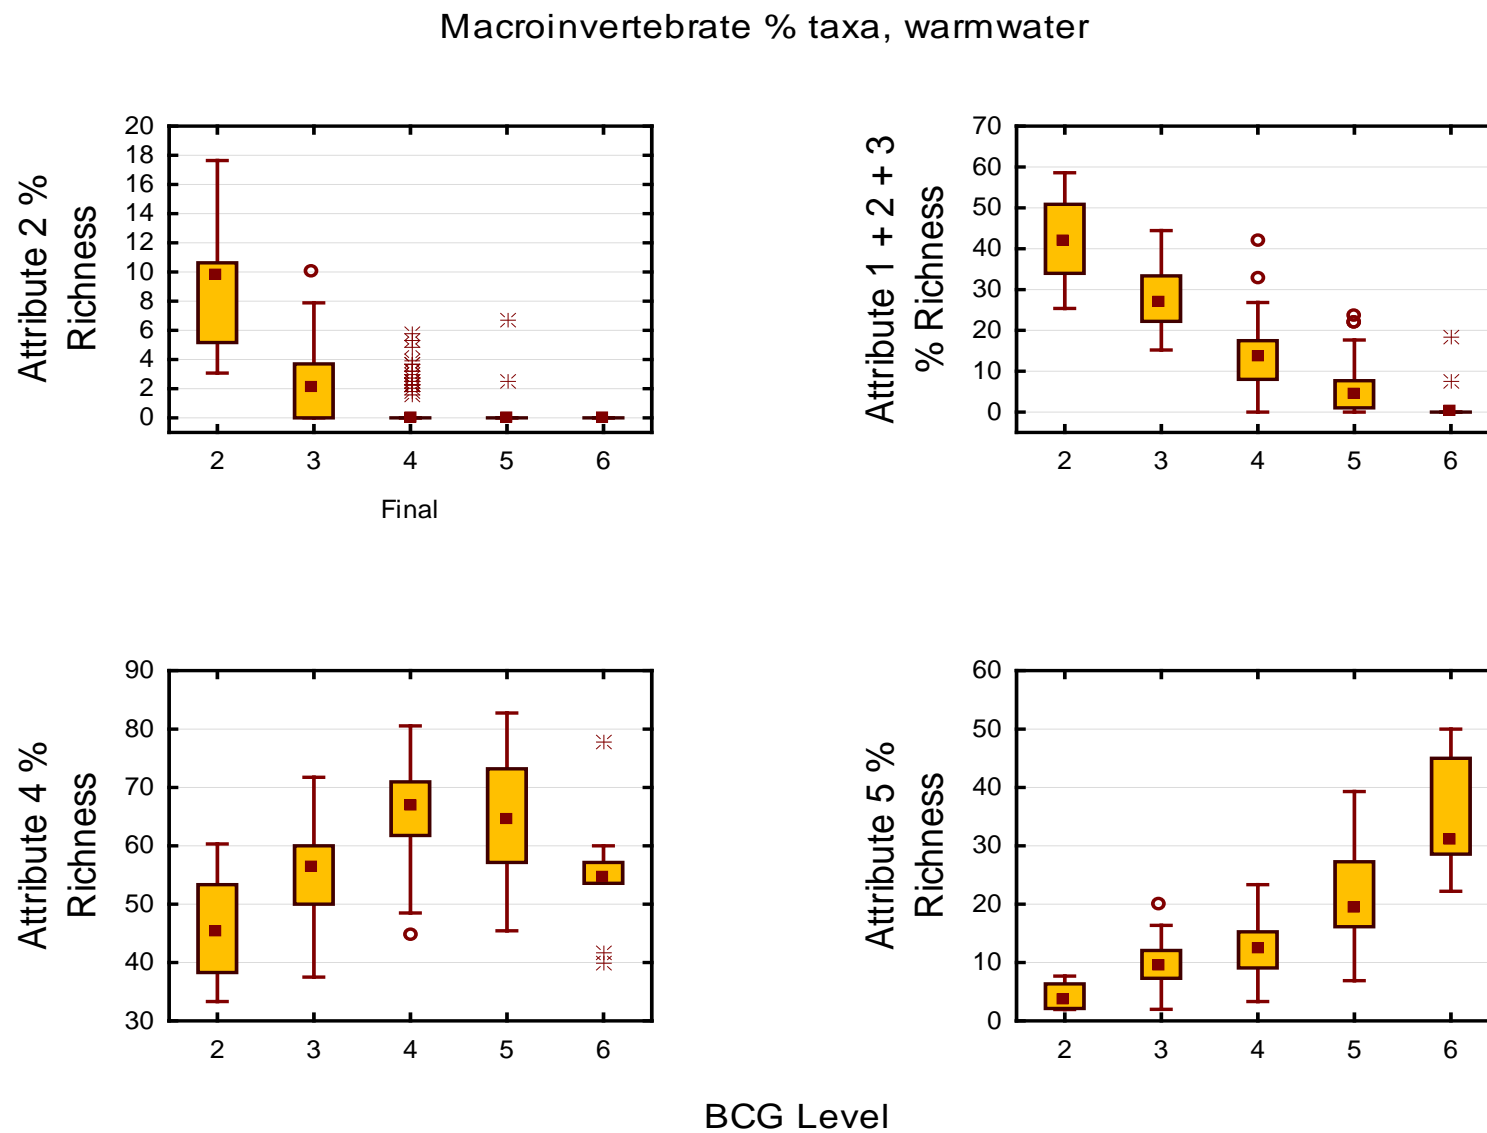 Macroinvertebrate % taxa, warmwater
Attribute 2 %
Richness
20
18
16
14
12
10
8
6
4
2
0
2 3 4 5 6
Final
Attribute 1 + 2 + 3
% Richness
70
60
50
40
30
20
10
0
2 3 4 5 6
Attribute 4 %
Richness
90
80
70
60
50
40
30
2 3 4 5 6
Attribute 5 %
Richness
60
50
40
30
20
10
0
2 3 4 5 6
BCG Level